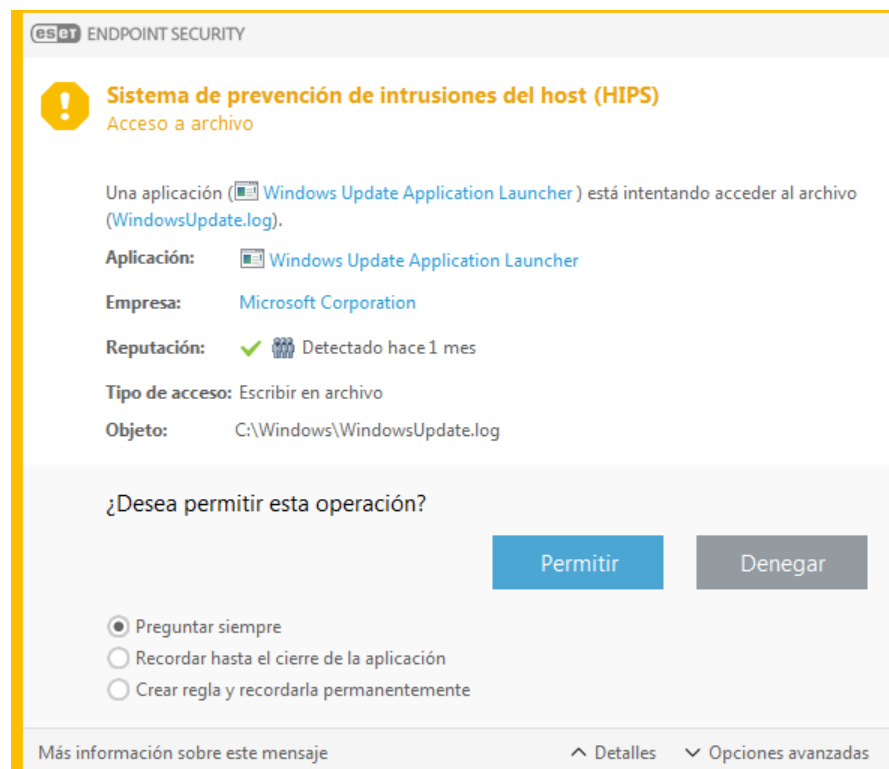 eset ENDPOINT SECURITY
Sistema de prevención de intrusiones del host (HIPS)
Acceso a archivo
Una aplicación ( Windows Update Application Launcher ) está intentando acceder al archivo
(WindowsUpdate.log).
Aplicación: Windows Update Application Launcher
Empresa: Microsoft Corporation
Reputación: Detectado hace 1 mes
Tipo de acceso: Escribir en archivo
Objeto: C:\Windows\WindowsUpdate.log
¿Desea permitir esta operación?
Permitir Denegar
Preguntar siempre
Recordar hasta el cierre de la aplicación
Crear regla y recordarla permanentemente
Más información sobre este mensaje Detalles Opciones avanzadas